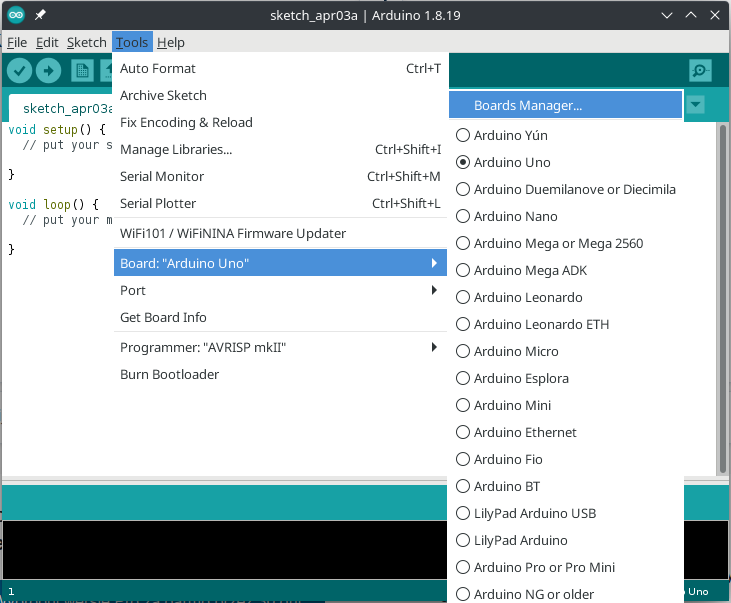 sketch_apr03a | Arduino 1.8.19
File Edit Sketch Tools Help
sketch_apr03a
void setup() {
// put your s
}
void loop() {
// put your m
}
Auto Format Ctrl+T
Archive Sketch
Fix Encoding & Reload
Manage Libraries... Ctrl+Shift+I
Serial Monitor Ctrl+Shift+M
Serial Plotter Ctrl+Shift+L
WiFi101 / WiFiNINA Firmware Updater
Board: "Arduino Uno"
Port
Get Board Info
Programmer: "AVRISP mkII"
Burn Bootloader
Boards Manager...
Arduino Yún
Arduino Uno
Arduino Duemilanove or Diecimila
Arduino Nano
Arduino Mega or Mega 2560
Arduino Mega ADK
Arduino Leonardo
Arduino Leonardo ETH
Arduino Micro
Arduino Esplora
Arduino Mini
Arduino Ethernet
Arduino Fio
Arduino BT
LilyPad Arduino USB
LilyPad Arduino
Arduino Pro or Pro Mini
Arduino NG or older
1
Uno